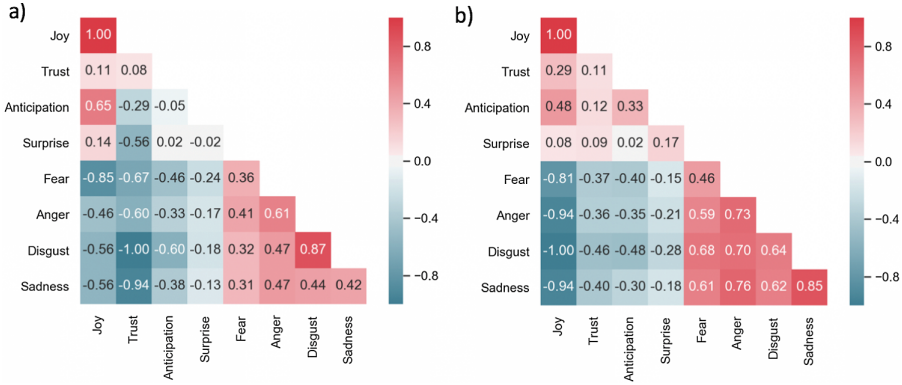 a)
Joy 1.00
Trust 0.11 0.08
Anticipation 0.65 -0.29 -0.05
Surprise 0.14 -0.56 0.02 -0.02
Fear -0.85 -0.67 -0.46 -0.24 0.36
Anger -0.46 -0.60 -0.33 -0.17 0.41 0.61
Disgust -0.56 -1.00 -0.60 -0.18 0.32 0.47 0.87
Sadness -0.56 -0.94 -0.38 -0.13 0.31 0.47 0.44 0.42
Joy Trust Anticipation Surprise Fear Anger Disgust Sadness
0.8
0.4
0.0
-0.4
-0.8
b)
Joy 1.00
Trust 0.29 0.11
Anticipation 0.48 0.12 0.33
Surprise 0.08 0.09 0.02 0.17
Fear -0.81 -0.37 -0.40 -0.15 0.46
Anger -0.94 -0.36 -0.35 -0.21 0.59 0.73
Disgust -1.00 -0.46 -0.48 -0.28 0.68 0.70 0.64
Sadness -0.94 -0.40 -0.30 -0.18 0.61 0.76 0.62 0.85
Joy Trust Anticipation Surprise Fear Anger Disgust Sadness
0.8
0.4
0.0
-0.4
-0.8